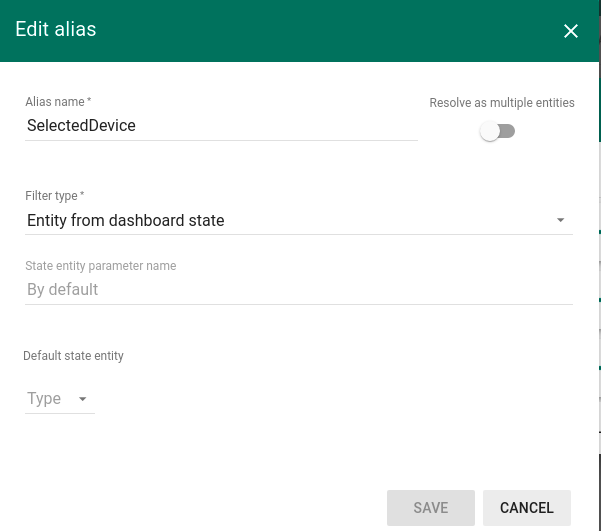 Edit alias
Alias name *
Resolve as multiple entities
SelectedDevice
Filter type *
Entity from dashboard state
State entity parameter name
By default
Default state entity
Type
SAVE CANCEL